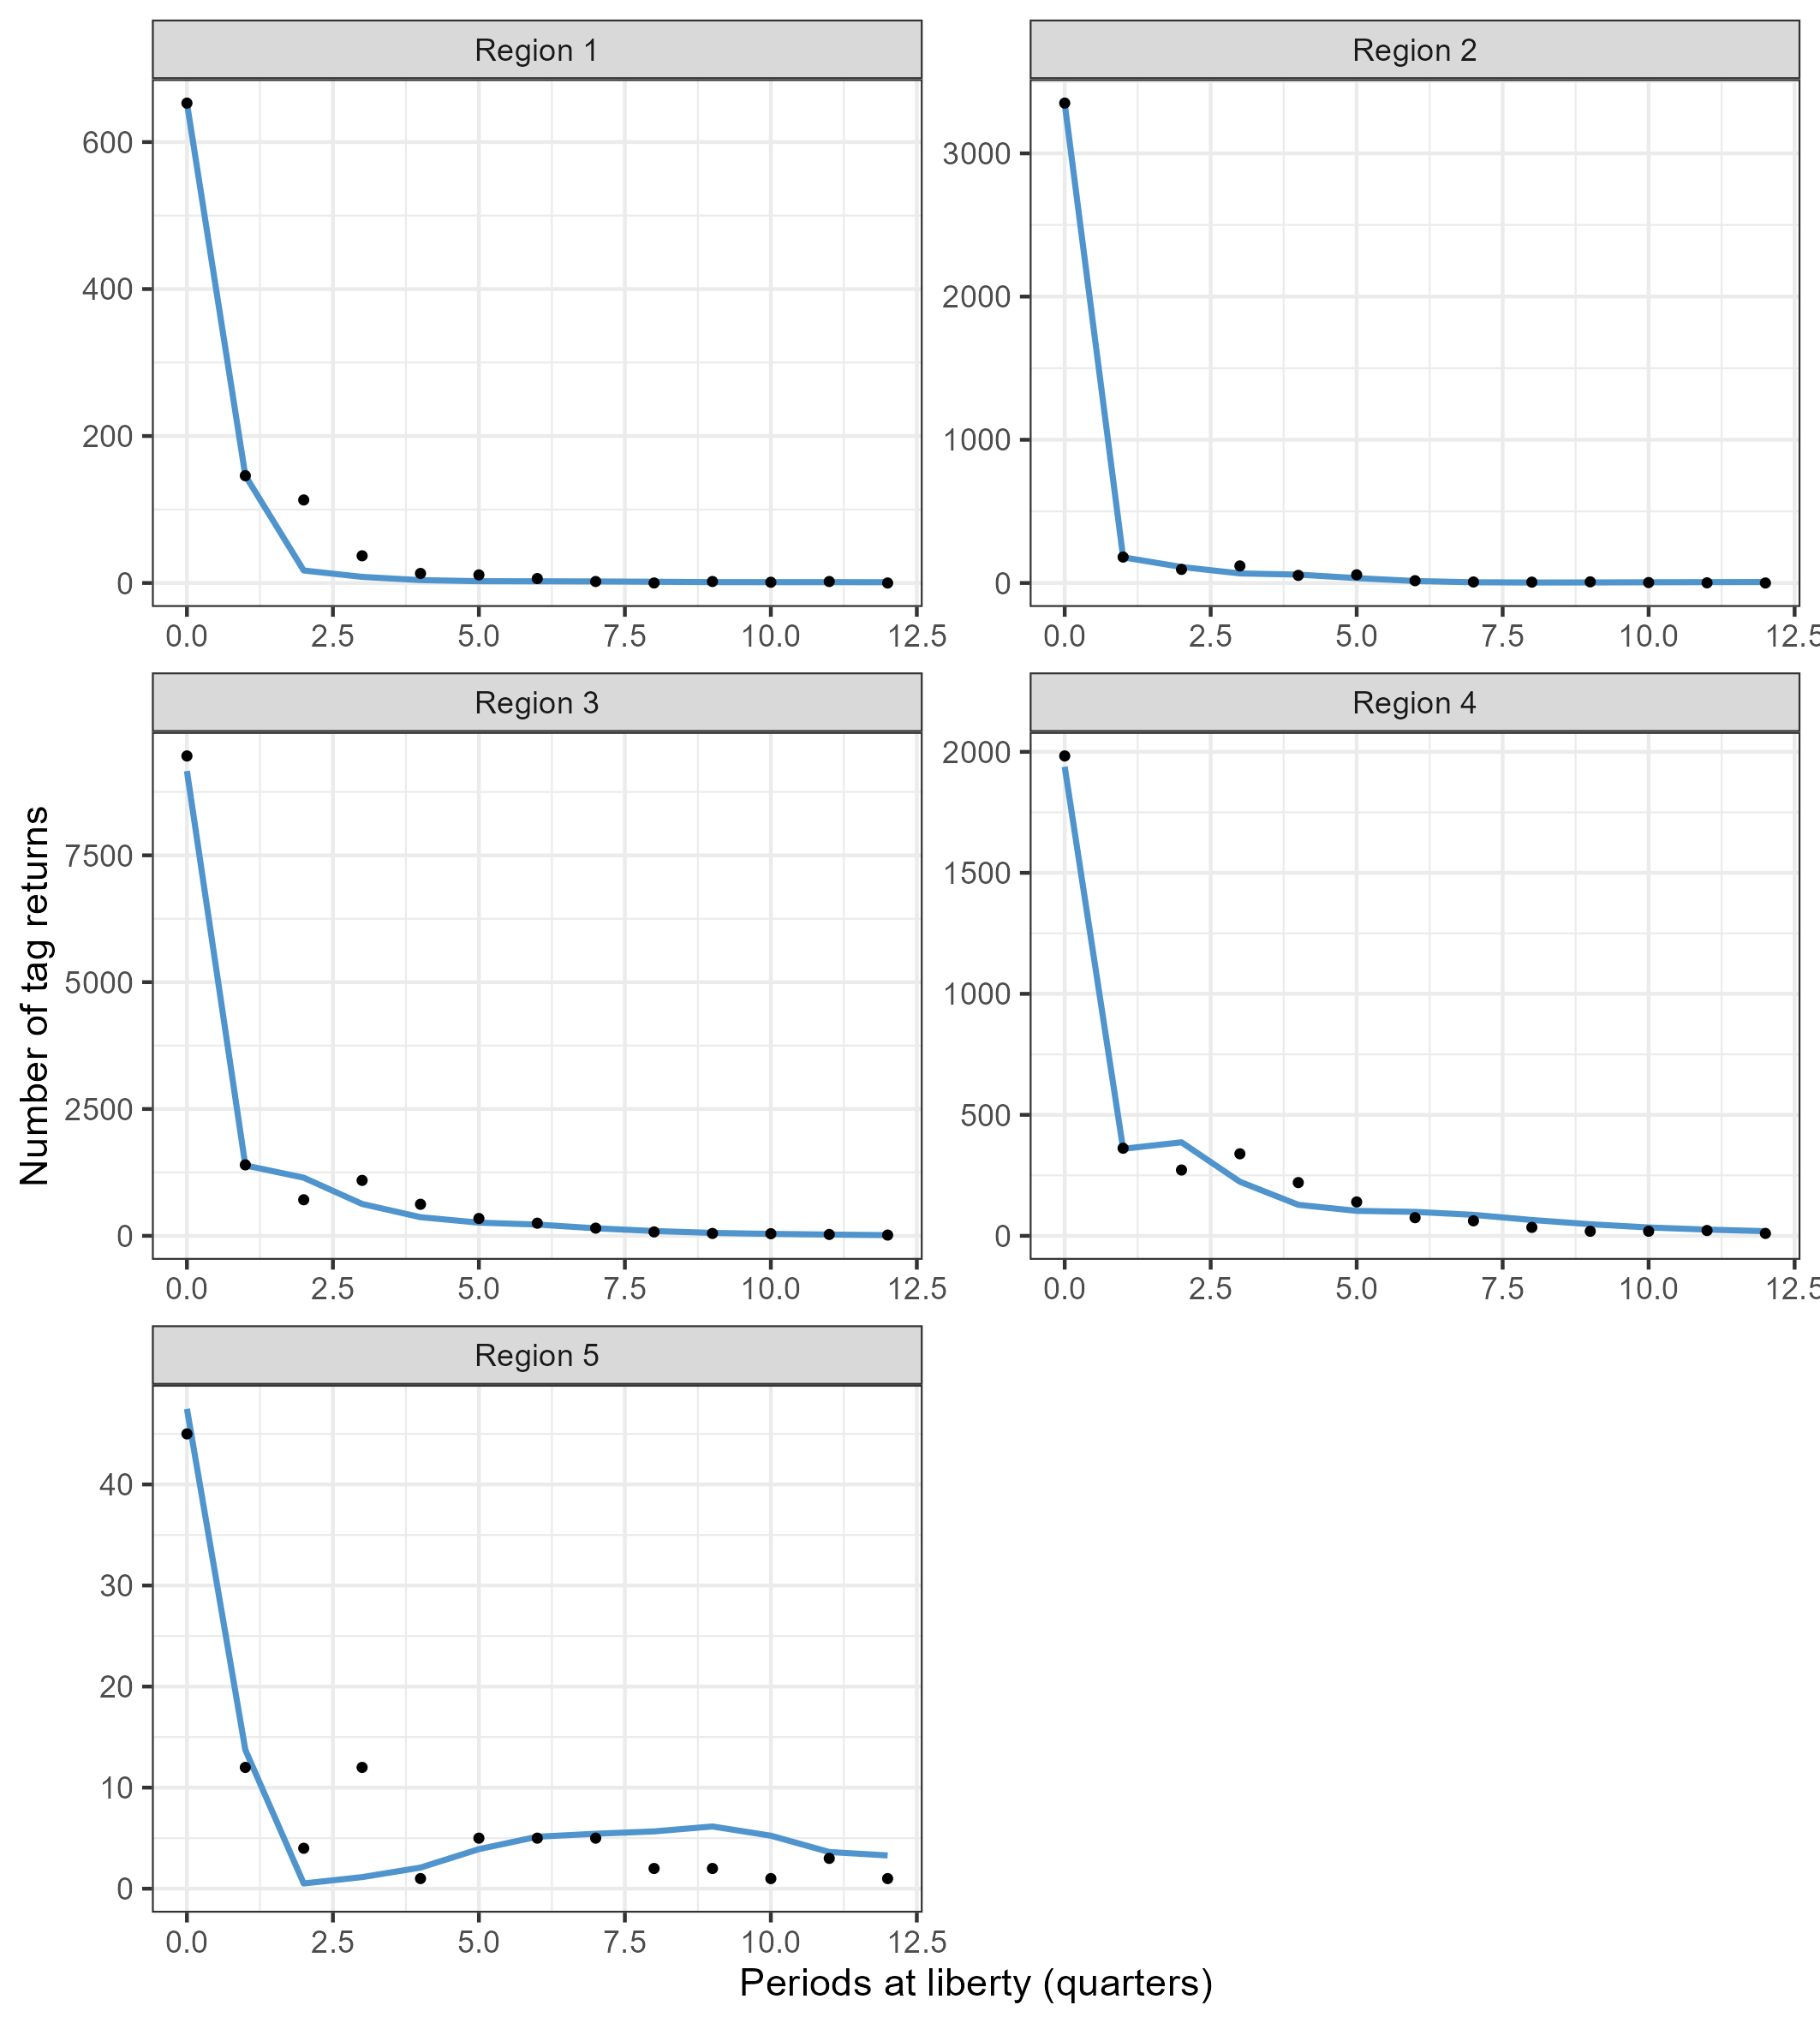 Region 1
Region 2
600
400
200
0
3000
2000
1000
0
0.0 2.5 5.0 7.5 10.0 12.5
0.0 2.5 5.0 7.5 10.0 12.5
Region 3
Region 4
Number of tag returns
7500
5000
2500
0
2000
1500
1000
500
0
0.0 2.5 5.0 7.5 10.0 12.5
0.0 2.5 5.0 7.5 10.0 12.5
Region 5
40
30
20
10
0
0.0 2.5 5.0 7.5 10.0 12.5
Periods at liberty (quarters)